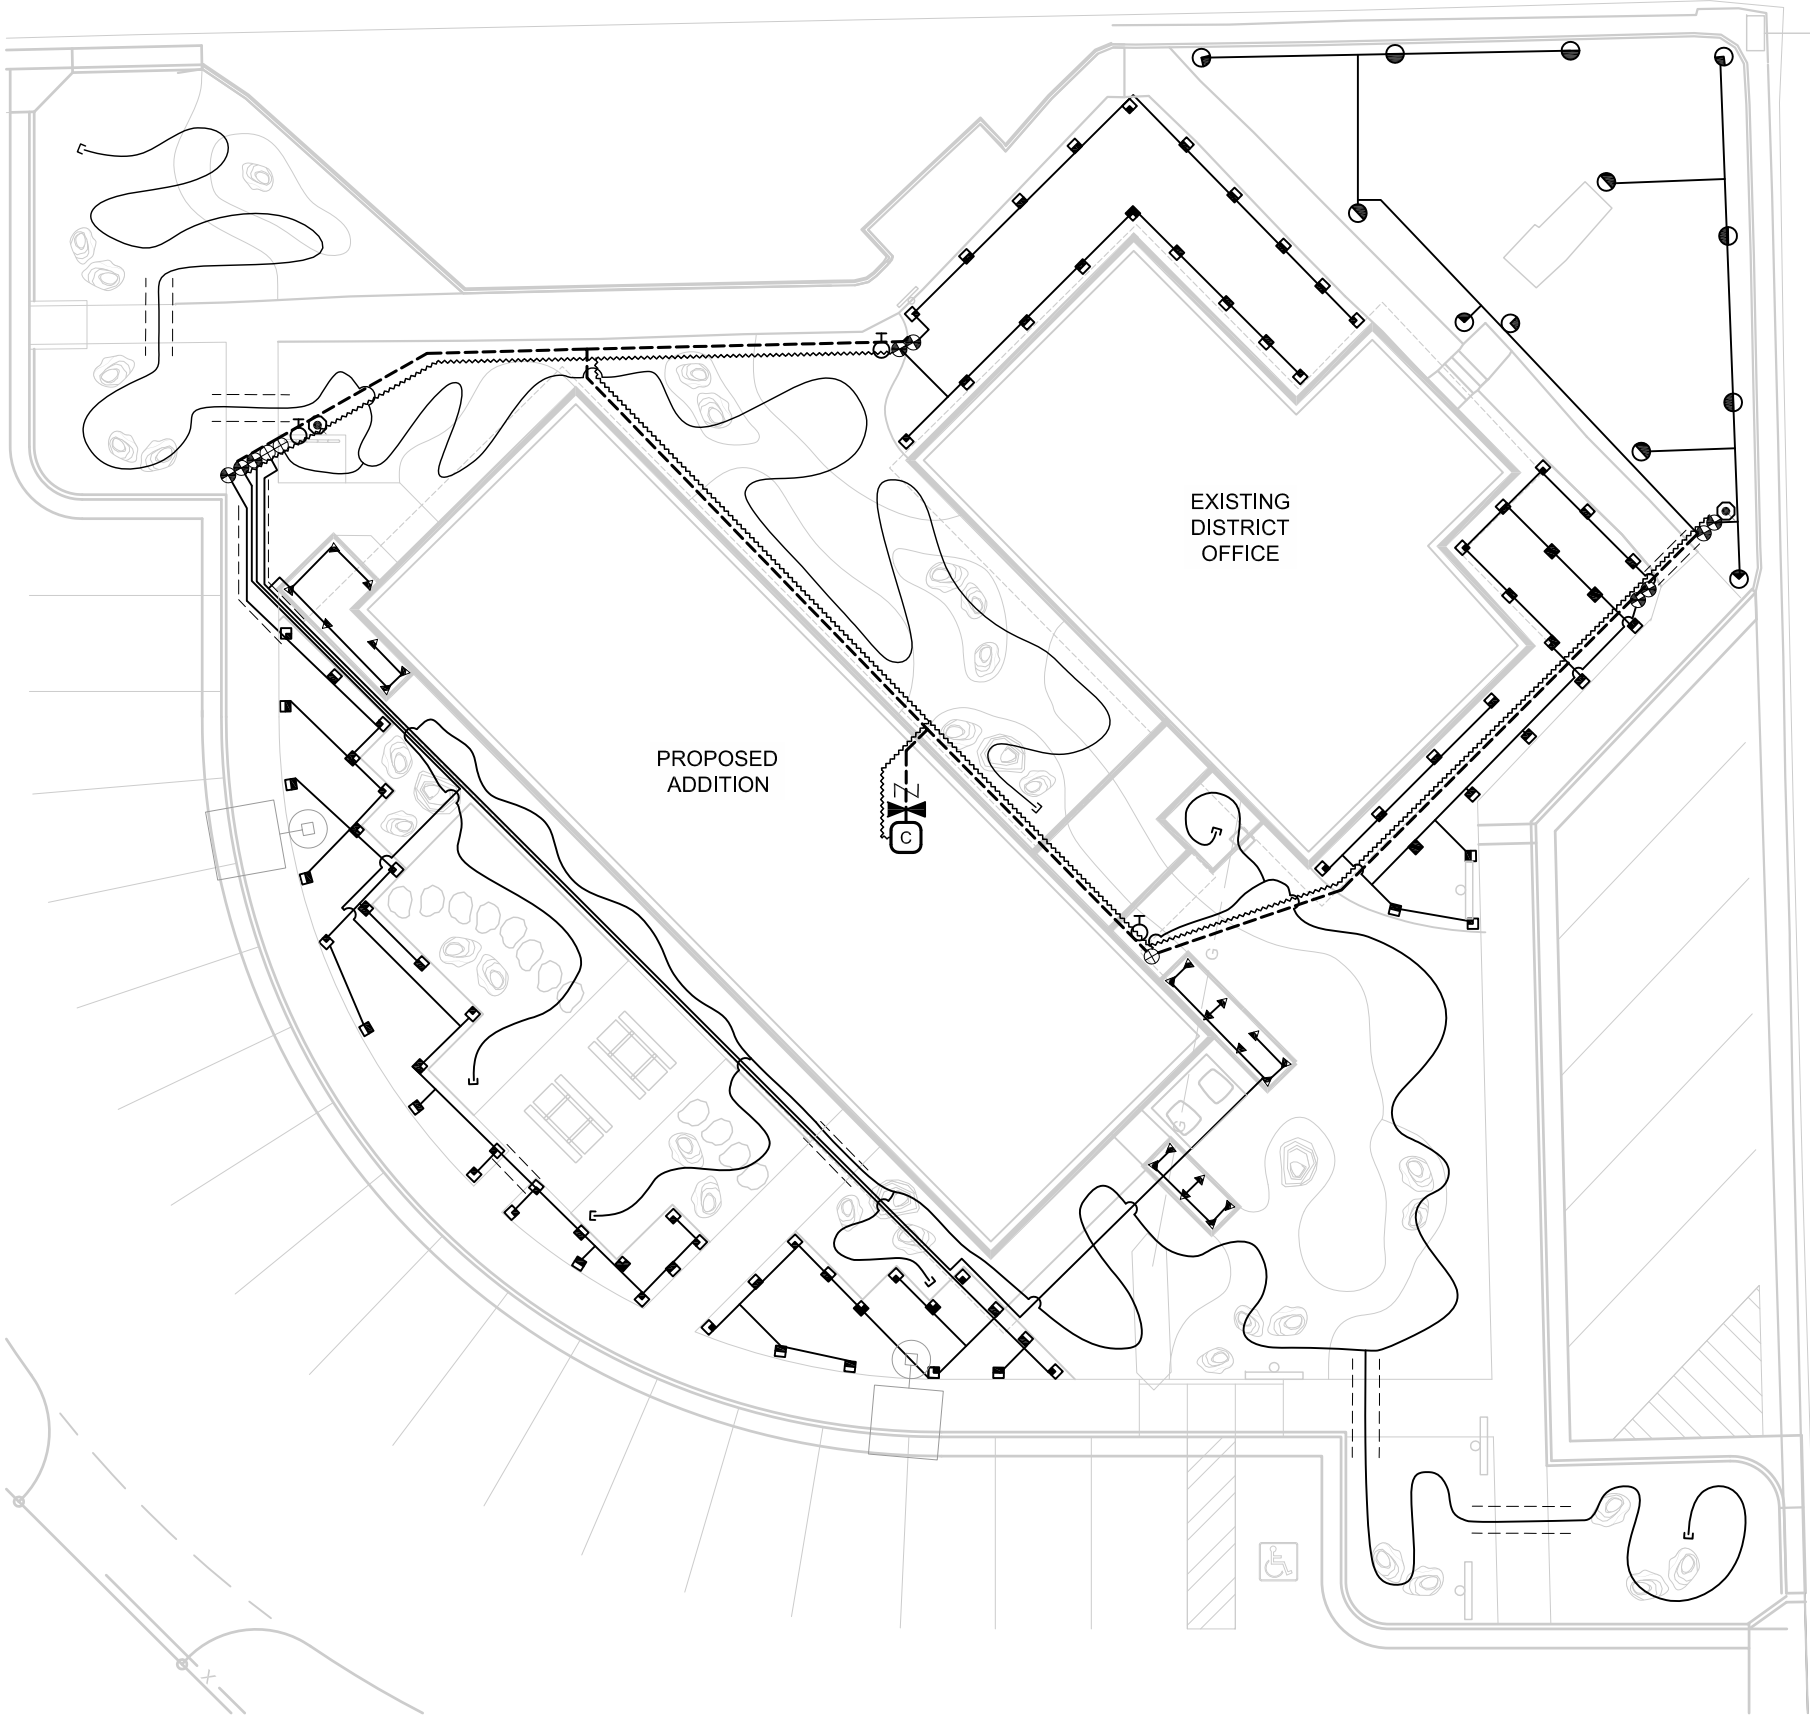 EXISTING
DISTRICT
OFFICE
PROPOSED
ADDITION
C
G
G
X